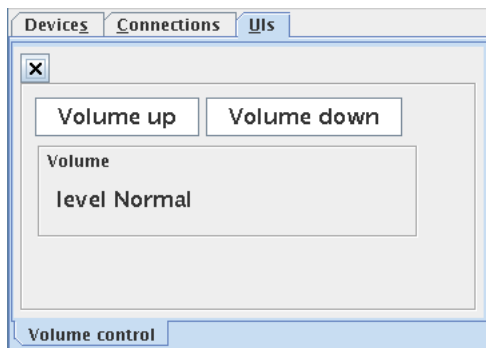 Devices Connections UIs
Volume up Volume down
Volume
level Normal
Volume control